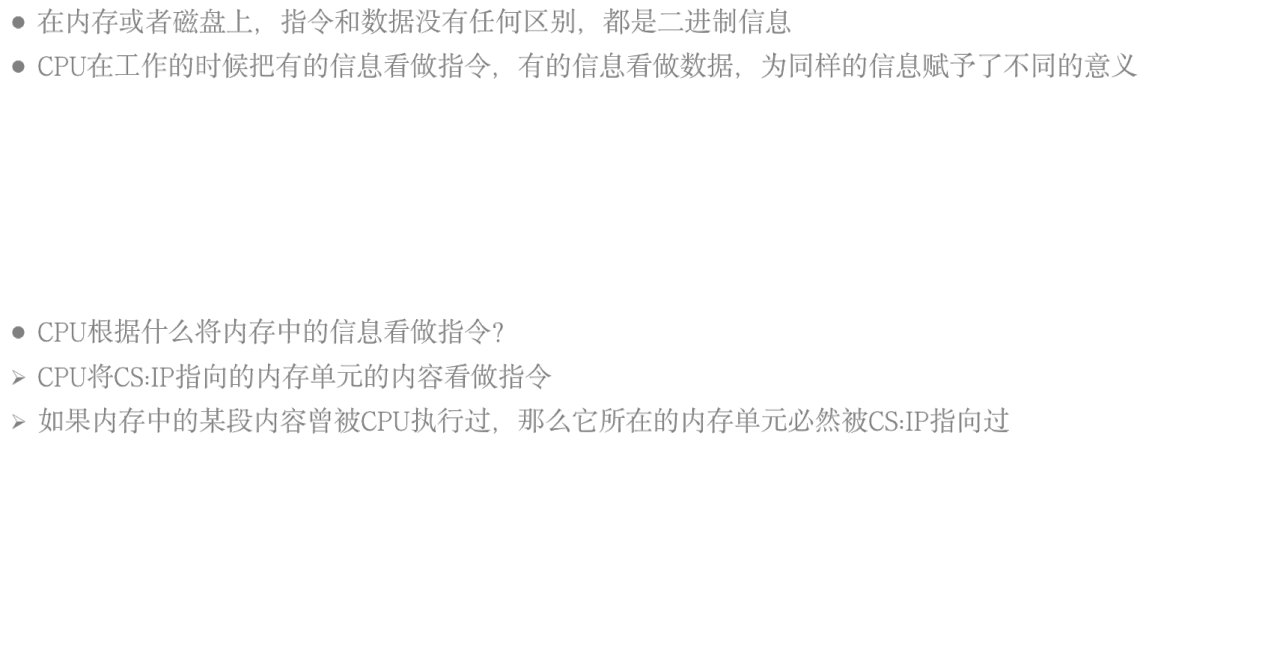 ● 在内存或者磁盘上，指令和数据没有任何区别，都是二进制信息
● CPU在工作的时候把有的信息看做指令，有的信息看做数据，为同样的信息赋予了不同的意义
● CPU根据什么将内存中的信息看做指令？
➢ CPU将CS:IP指向的内存单元的内容看做指令
➢ 如果内存中的某段内容曾被CPU执行过，那么它所在的内存单元必然被CS:IP指向过